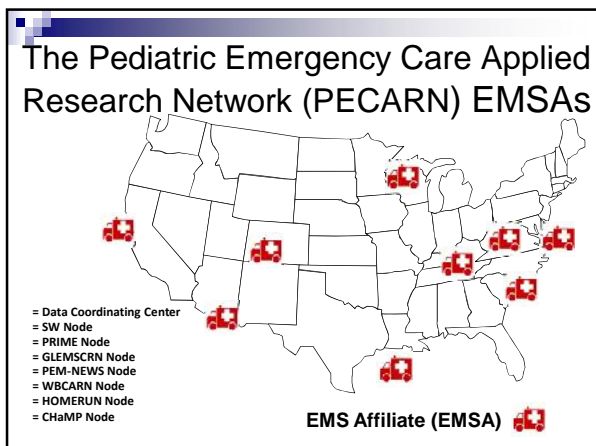 The Pediatric Emergency Care Applied
Research Network (PECARN) EMSAs
= Data Coordinating Center
= SW Node
= PRIME Node
= GLEMSCRN Node
= PEM-NEWS Node
= WBCARN Node
= HOMERUN Node
= CHaMP Node
EMS Affiliate (EMSA)